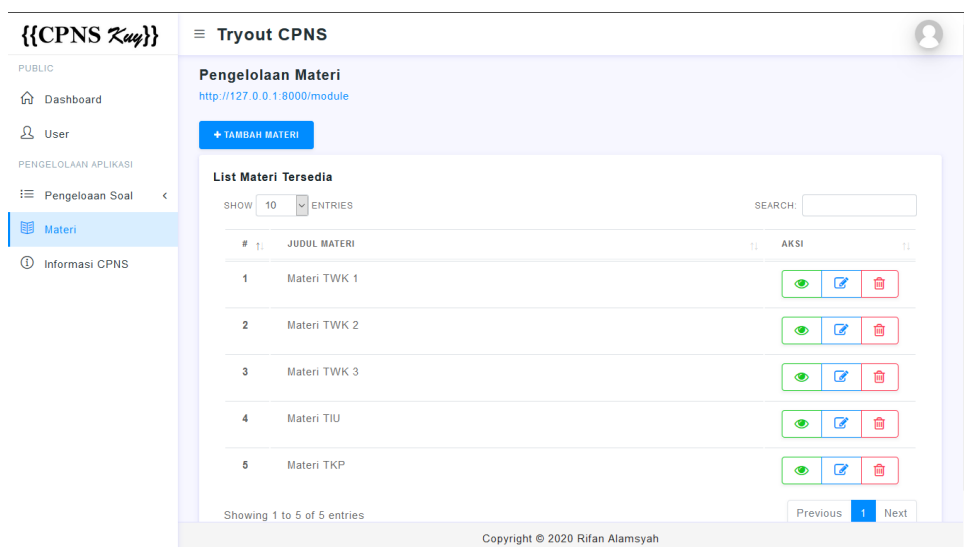 {{CPNS Kuy}}
Tryout CPNS
PUBLIC
Dashboard
User
PENGELOLAAN APLIKASI
Pengeloaan Soal
Materi
Informasi CPNS
Pengelolaan Materi
http://127.0.0.1:8000/module
+ TAMBAH MATERI
List Materi Tersedia
SHOW 10 ENTRIES
SEARCH:
# JUDUL MATERI AKSI
1 Materi TWK 1
2 Materi TWK 2
3 Materi TWK 3
4 Materi TIU
5 Materi TKP
Showing 1 to 5 of 5 entries
Previous 1 Next
Copyright © 2020 Rifan Alamsyah